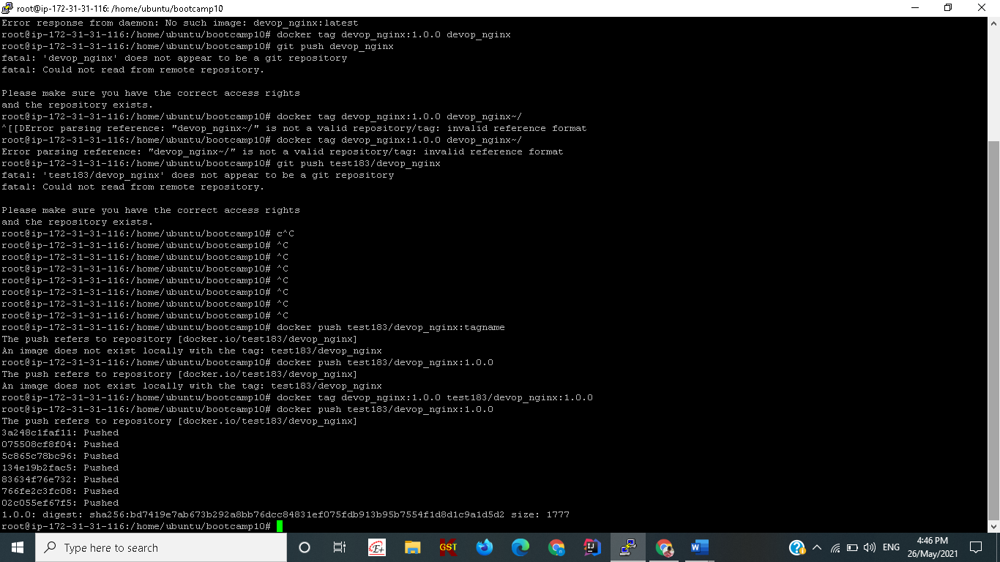 root@ip-172-31-31-116: /home/ubuntu/bootcamp10
Error response from daemon: No such image: devop_nginx:latest
root@ip-172-31-31-116:/home/ubuntu/bootcamp10# docker tag devop_nginx:1.0.0 devop_nginx
root@ip-172-31-31-116:/home/ubuntu/bootcamp10# git push devop_nginx
fatal: 'devop_nginx' does not appear to be a git repository
fatal: Could not read from remote repository.
Please make sure you have the correct access rights
and the repository exists.
root@ip-172-31-31-116:/home/ubuntu/bootcamp10# docker tag devop_nginx:1.0.0 devop_nginx~/
^[[DError parsing reference: "devop_nginx~/" is not a valid repository/tag: invalid reference format
root@ip-172-31-31-116:/home/ubuntu/bootcamp10# docker tag devop_nginx:1.0.0 devop_nginx~/
Error parsing reference: "devop_nginx~/" is not a valid repository/tag: invalid reference format
root@ip-172-31-31-116:/home/ubuntu/bootcamp10# git push test183/devop_nginx
fatal: 'test183/devop_nginx' does not appear to be a git repository
fatal: Could not read from remote repository.
Please make sure you have the correct access rights
and the repository exists.
root@ip-172-31-31-116:/home/ubuntu/bootcamp10# c^C
root@ip-172-31-31-116:/home/ubuntu/bootcamp10# ^C
root@ip-172-31-31-116:/home/ubuntu/bootcamp10# ^C
root@ip-172-31-31-116:/home/ubuntu/bootcamp10# ^C
root@ip-172-31-31-116:/home/ubuntu/bootcamp10# ^C
root@ip-172-31-31-116:/home/ubuntu/bootcamp10# ^C
root@ip-172-31-31-116:/home/ubuntu/bootcamp10# ^C
root@ip-172-31-31-116:/home/ubuntu/bootcamp10# ^C
root@ip-172-31-31-116:/home/ubuntu/bootcamp10# docker push test183/devop_nginx:tagname
The push refers to repository [docker.io/test183/devop_nginx]
An image does not exist locally with the tag: test183/devop_nginx
root@ip-172-31-31-116:/home/ubuntu/bootcamp10# docker push test183/devop_nginx:1.0.0
The push refers to repository [docker.io/test183/devop_nginx]
An image does not exist locally with the tag: test183/devop_nginx
root@ip-172-31-31-116:/home/ubuntu/bootcamp10# docker tag devop_nginx:1.0.0 test183/devop_nginx:1.0.0
root@ip-172-31-31-116:/home/ubuntu/bootcamp10# docker push test183/devop_nginx:1.0.0
The push refers to repository [docker.io/test183/devop_nginx]
3a248c1faf11: Pushed
075508cf8f04: Pushed
5c865c78bc96: Pushed
134e19b2fac5: Pushed
83634f76e732: Pushed
766fe2c3fc08: Pushed
02c055ef67f5: Pushed
1.0.0: digest: sha256:bd7419e7ab673b292a8bb76dcc84831ef075fdb913b95b7554f1d8d1c9a1d5d2 size: 1777
root@ip-172-31-31-116:/home/ubuntu/bootcamp10#
Type here to search
E+
GST
W
ENG
4:46 PM
26/May/2021